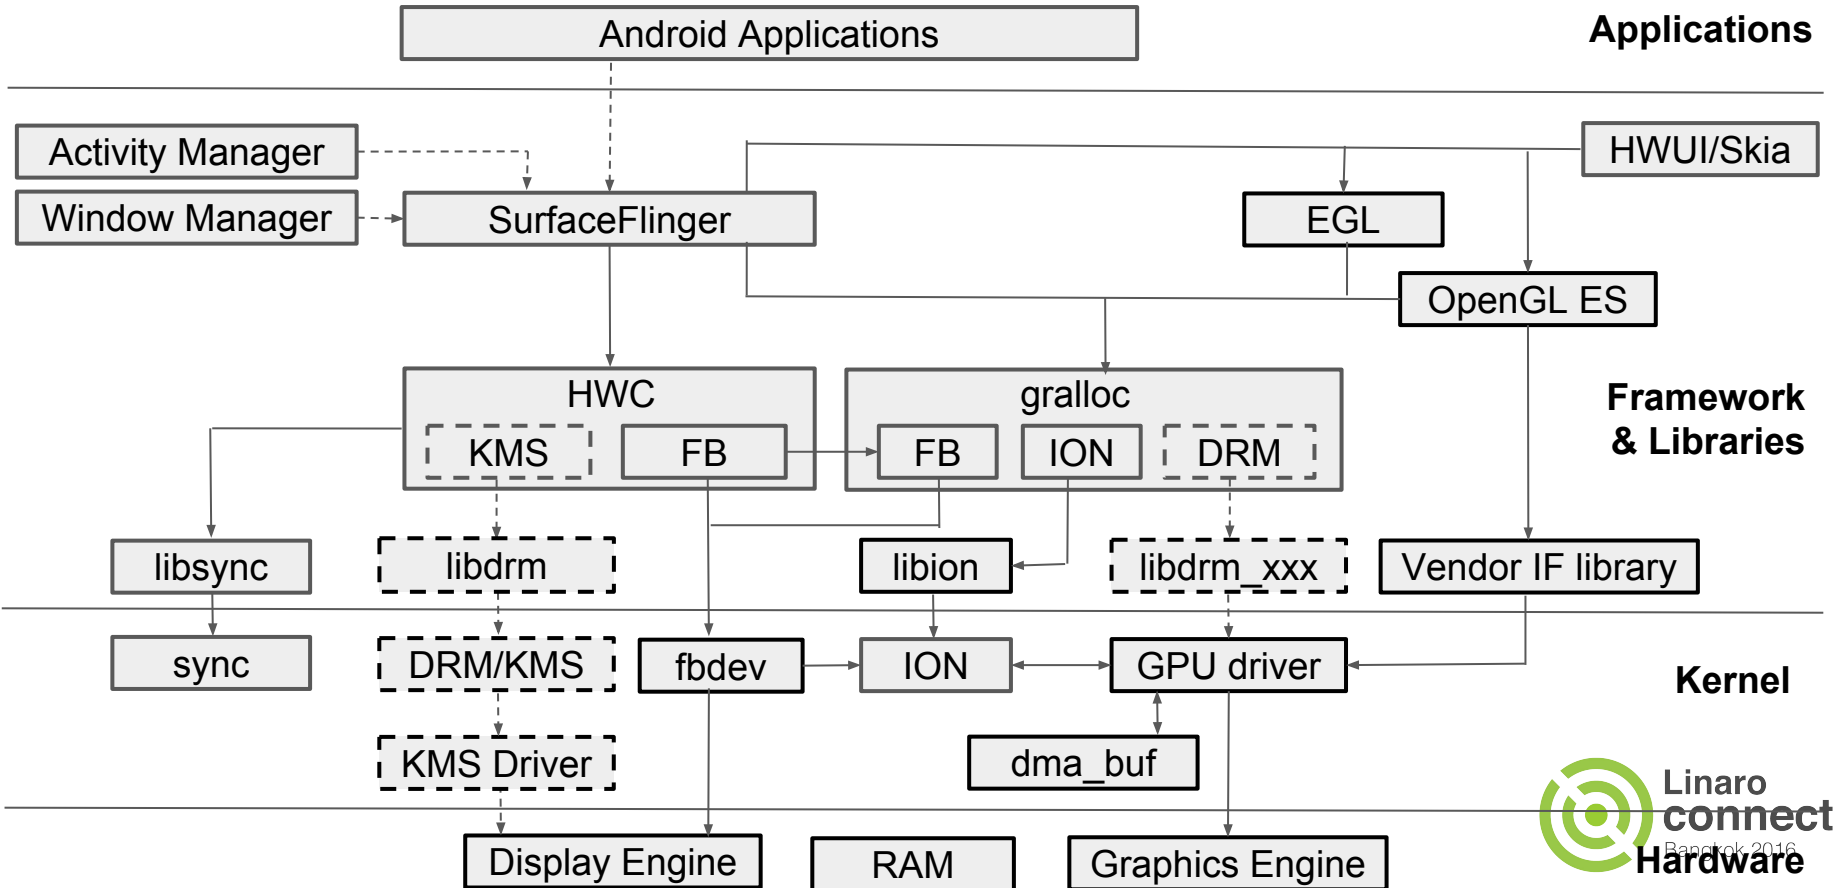 Android Applications
Applications
Activity Manager
HWUI/Skia
Window Manager
SurfaceFlinger
EGL
OpenGL ES
HWC
gralloc
Framework
& Libraries
KMS
FB
FB
ION
DRM
libsync
libdrm
libion
libdrm_xxx
Vendor IF library
sync
DRM/KMS
fbdev
ION
GPU driver
Kernel
KMS Driver
dma_buf
Linaro
connect
Bangkok 2016
Display Engine
RAM
Graphics Engine
Hardware